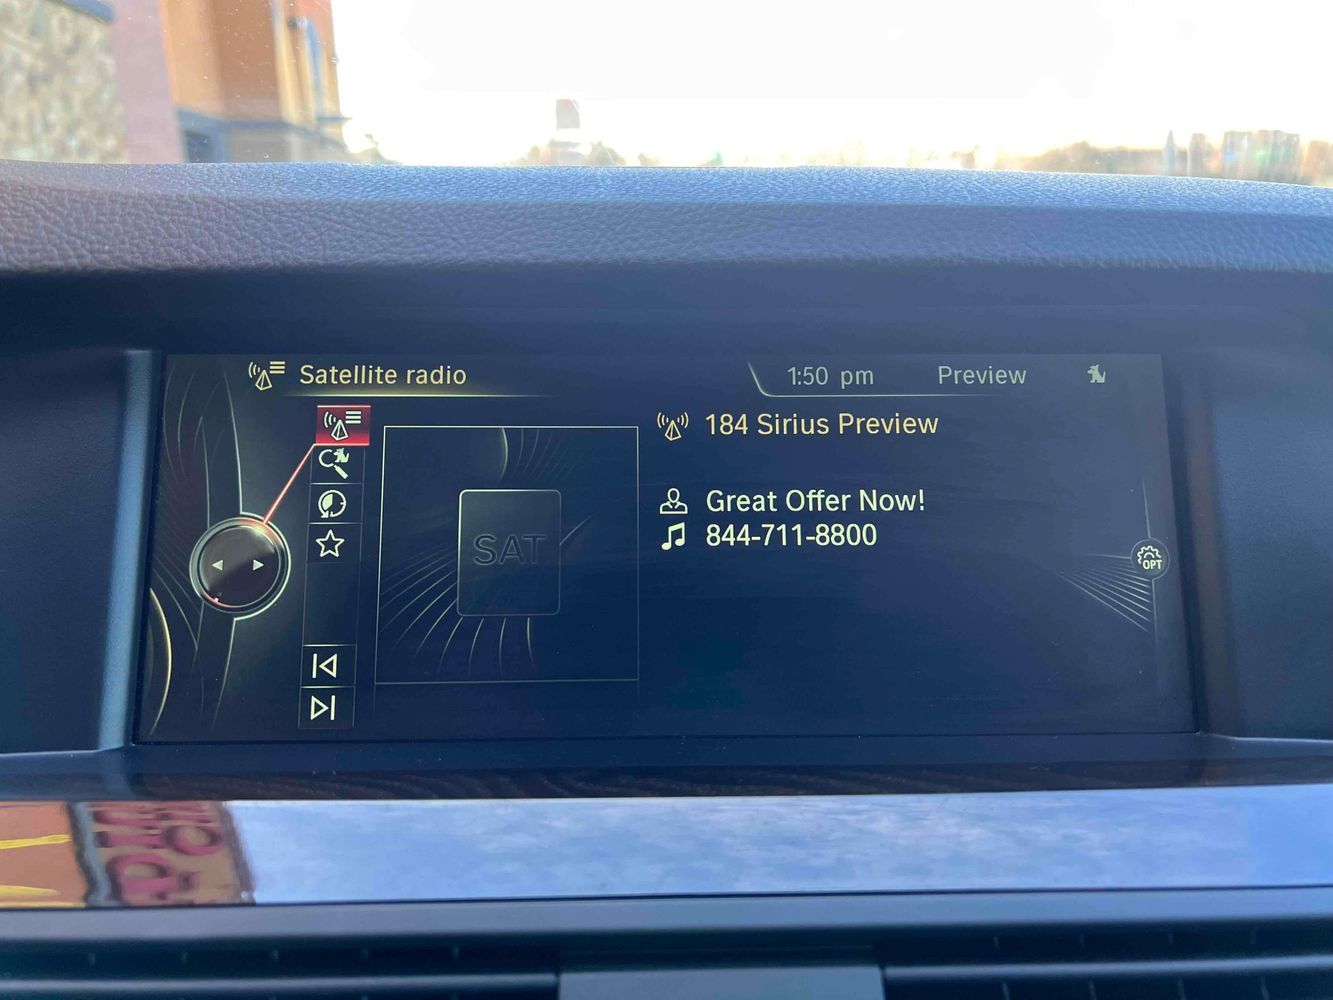 Satellite radio
1:50 pm
Preview
184 Sirius Preview
SAT
Great Offer Now!
844-711-8800
OPT